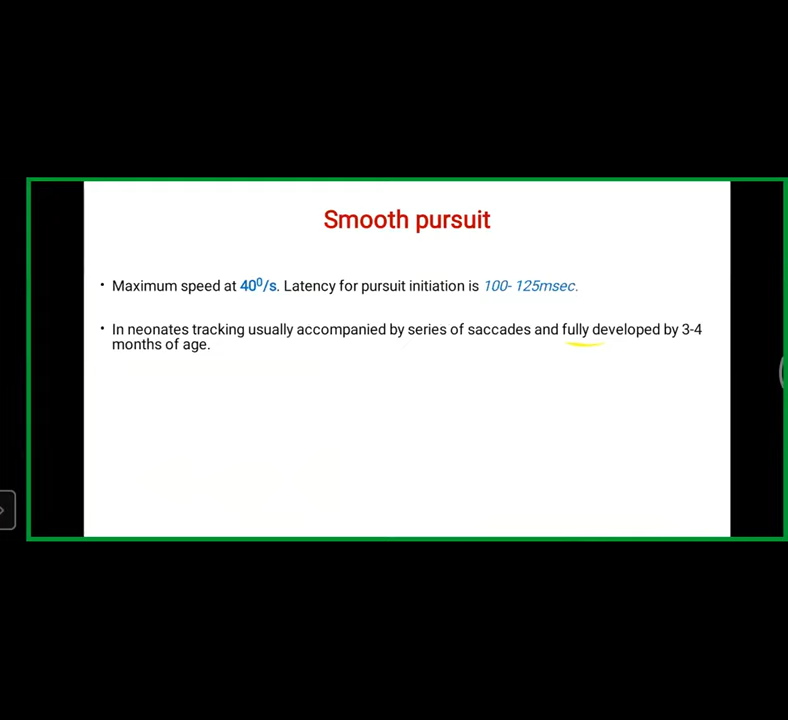 Smooth pursuit
• Maximum speed at 40⁰/s. Latency for pursuit initiation is 100- 125msec.
• In neonates tracking usually accompanied by series of saccades and fully developed by 3-4
months of age.